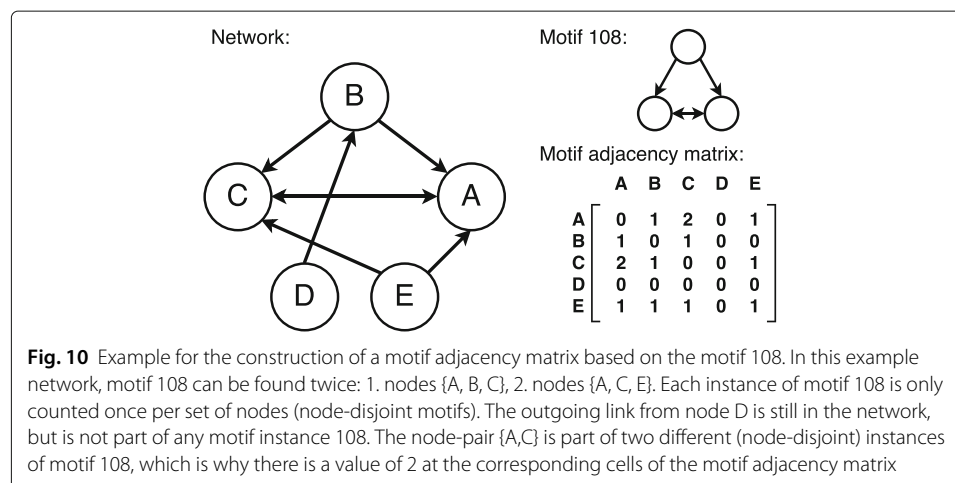 Network:
B
C
A
D
E
Motif 108:
Motif adjacency matrix:
A B C D E
A 0 1 2 0 1
B 1 0 1 0 0
C 2 1 0 0 1
D 0 0 0 0 0
E 1 1 1 0 1
Fig. 10 Example for the construction of a motif adjacency matrix based on the motif 108. In this example
network, motif 108 can be found twice: 1. nodes {A, B, C}, 2. nodes {A, C, E}. Each instance of motif 108 is only
counted once per set of nodes (node-disjoint motifs). The outgoing link from node D is still in the network,
but is not part of any motif instance 108. The node-pair {A,C} is part of two different (node-disjoint) instances
of motif 108, which is why there is a value of 2 at the corresponding cells of the motif adjacency matrix